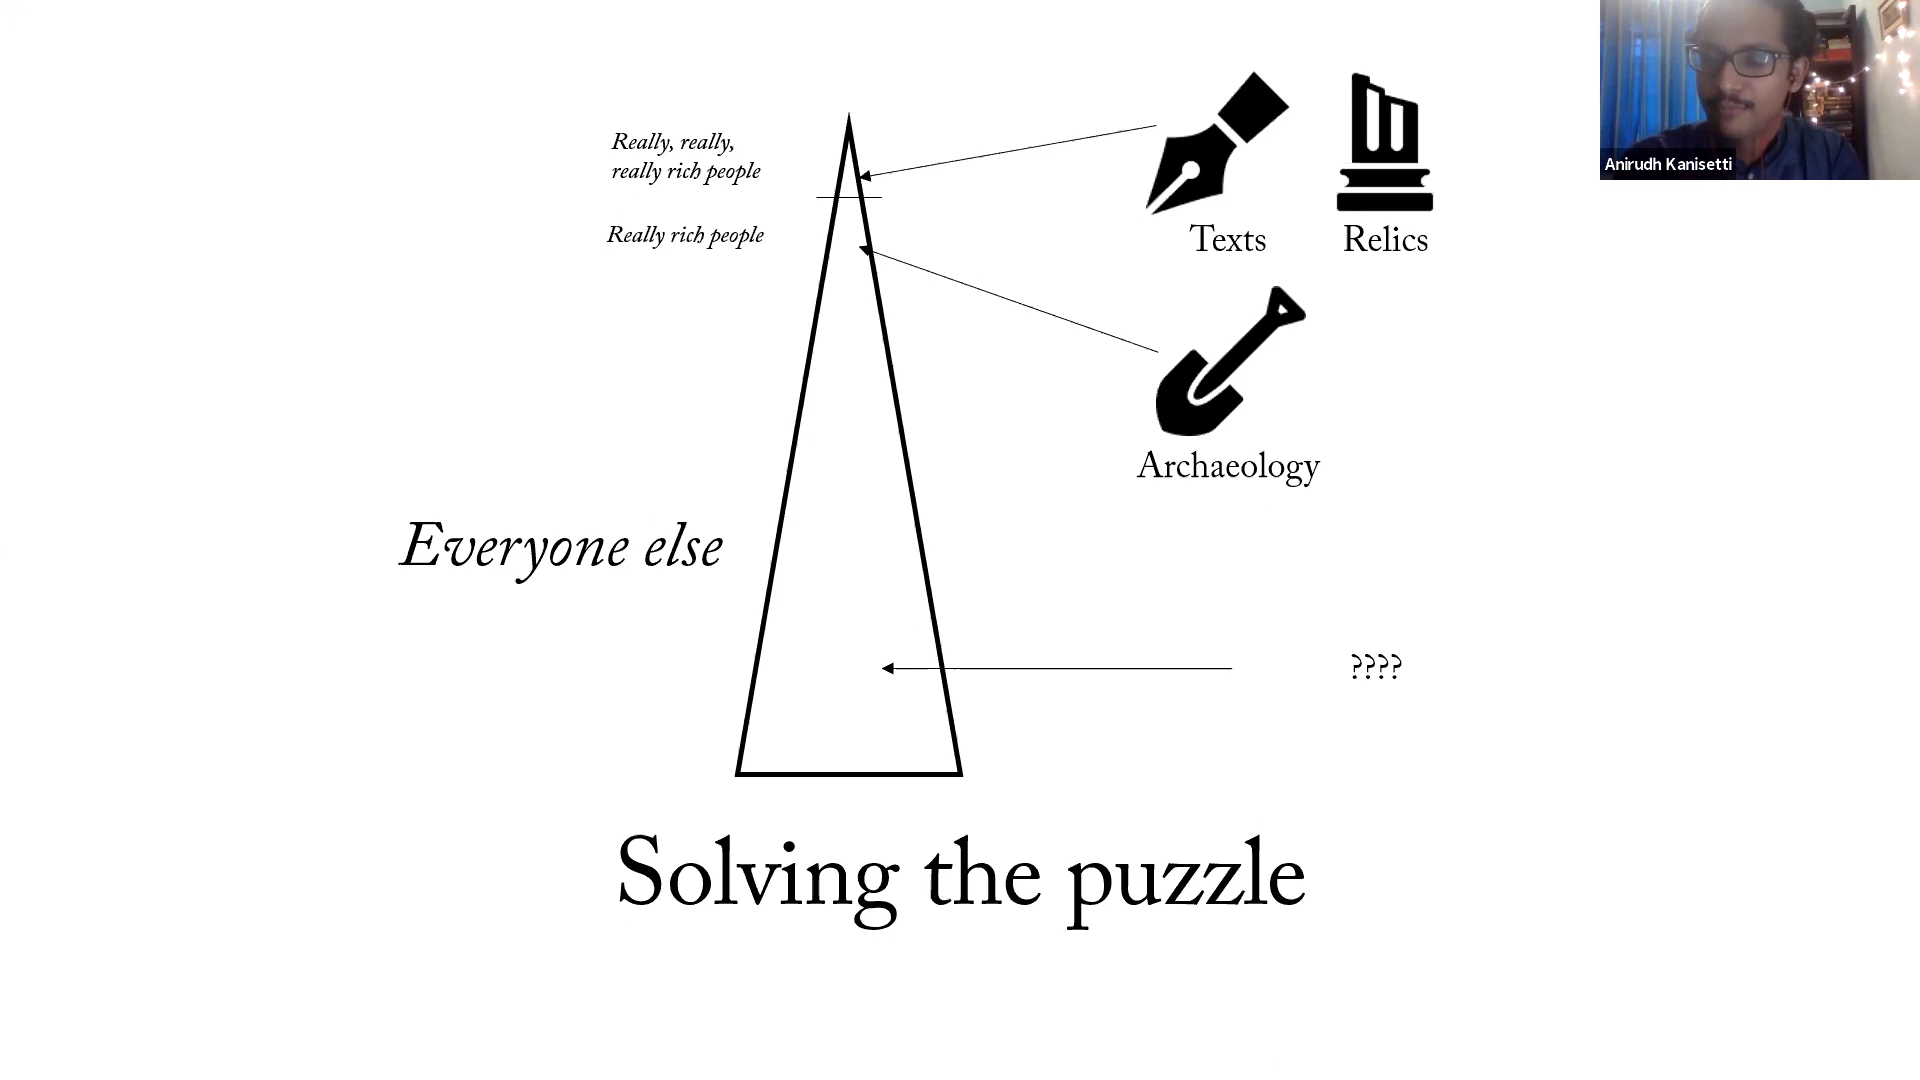 Really, really,
really rich people
Really rich people
Texts
Relics
Archaeology
Everyone else
????
Solving the puzzle
Anirudh Kanisetti